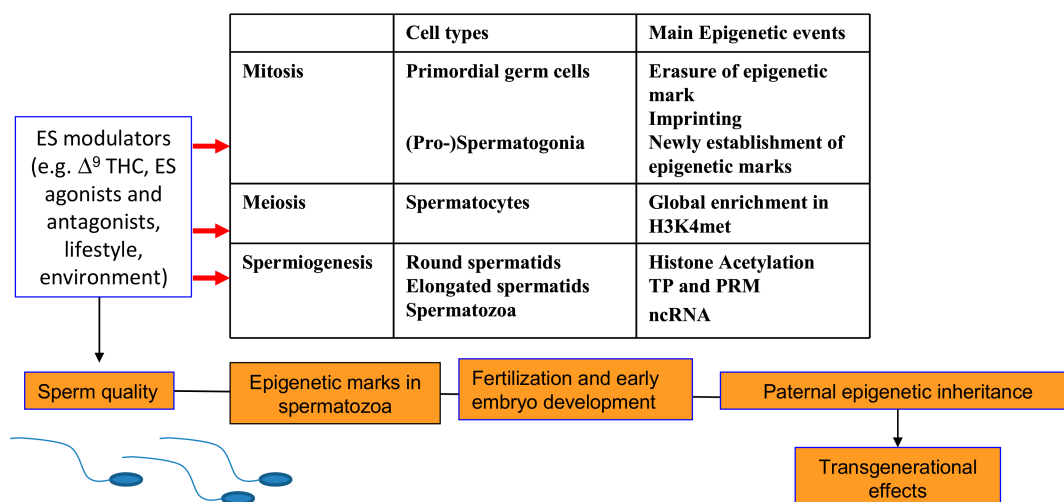 Cell types
Main Epigenetic events
Mitosis
Primordial germ cells
Erasure of epigenetic
mark
Imprinting
(Pro-)Spermatogonia
Newly establishment of
epigenetic marks
Meiosis
Spermatocytes
Global enrichment in
H3K4met
Spermiogenesis
Round spermatids
Histone Acetylation
Elongated spermatids
TP and PRM
Spermatozoa
ncRNA
ES modulators
(e.g. Δ⁹ THC, ES
agonists and
antagonists,
lifestyle,
environment)
Sperm quality
Epigenetic marks in
spermatozoa
Fertilization and early
embryo development
Paternal epigenetic inheritance
Transgenerational
effects